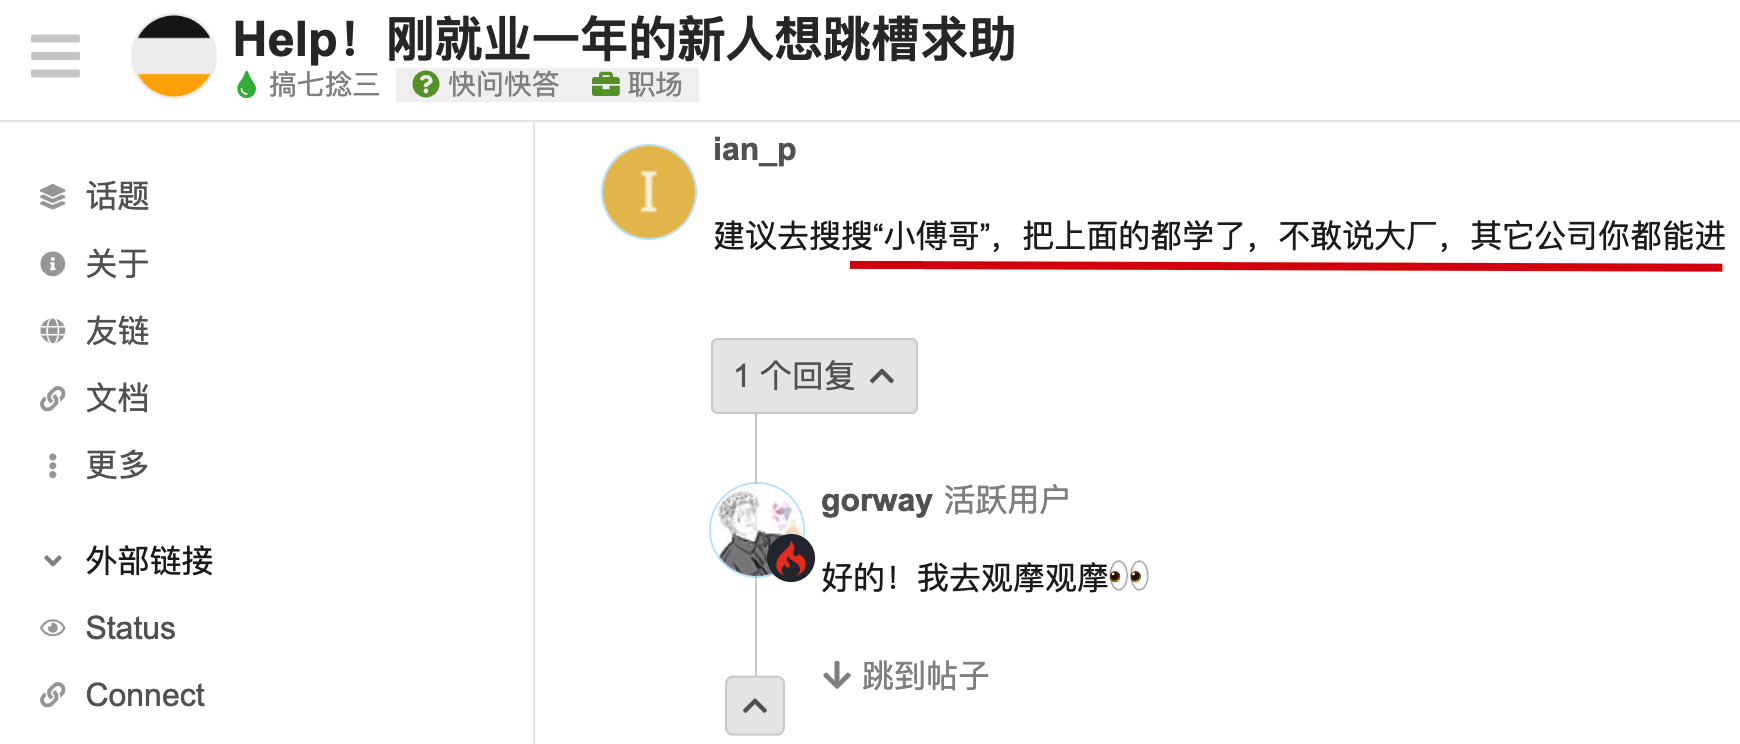 Help！刚就业一年的新人想跳槽求助
搞七捻三 快问快答 职场
话题
关于
友链
文档
更多
外部链接
Status
Connect
I
ian_p
建议去搜搜“小傅哥”，把上面的都学了，不敢说大厂，其它公司你都能进
1 个回复
gorway 活跃用户
好的！我去观摩观摩👀
跳到帖子